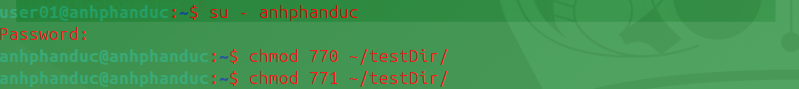 user01@anhphanduc:~$ su - anhphanduc
Password:
anhphanduc@anhphanduc:~$ chmod 770 ~/testDir/
anhphanduc@anhphanduc:~$ chmod 771 ~/testDir/